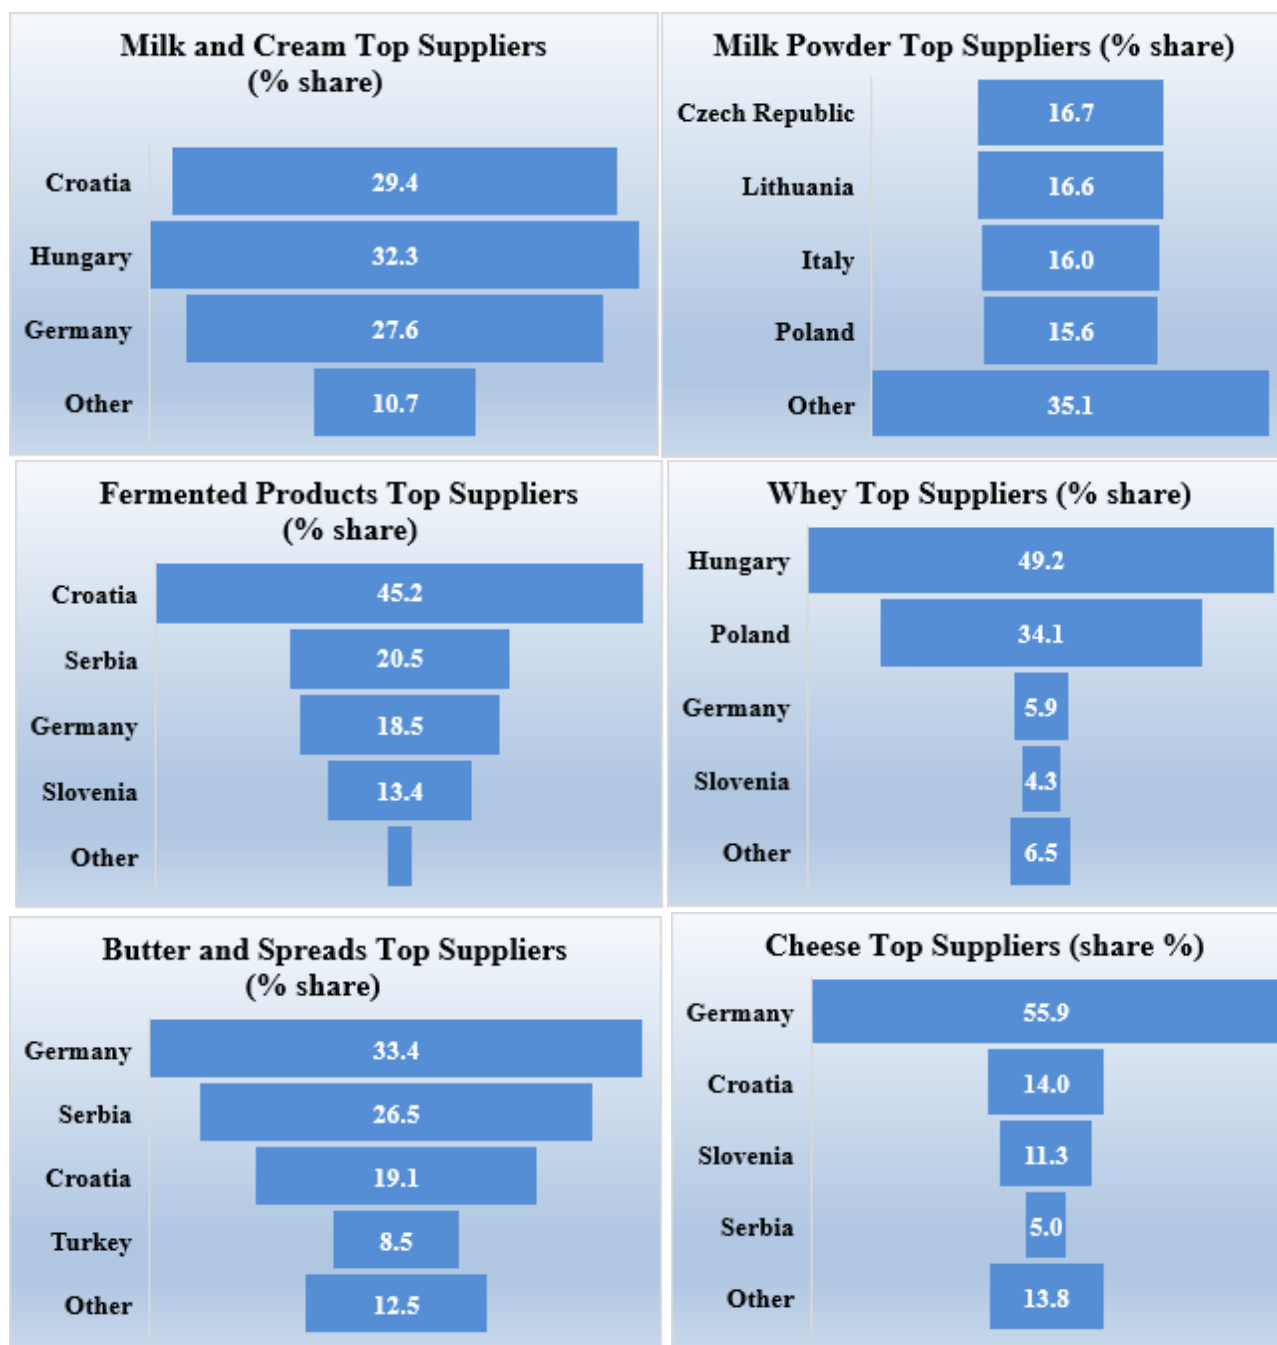 Milk and Cream Top Suppliers
(% share)
Croatia 29.4
Hungary 32.3
Germany 27.6
Other 10.7
Milk Powder Top Suppliers (% share)
Czech Republic 16.7
Lithuania 16.6
Italy 16.0
Poland 15.6
Other 35.1
Fermented Products Top Suppliers
(% share)
Croatia 45.2
Serbia 20.5
Germany 18.5
Slovenia 13.4
Other
Whey Top Suppliers (% share)
Hungary 49.2
Poland 34.1
Germany 5.9
Slovenia 4.3
Other 6.5
Butter and Spreads Top Suppliers
(% share)
Germany 33.4
Serbia 26.5
Croatia 19.1
Turkey 8.5
Other 12.5
Cheese Top Suppliers (share %)
Germany 55.9
Croatia 14.0
Slovenia 11.3
Serbia 5.0
Other 13.8